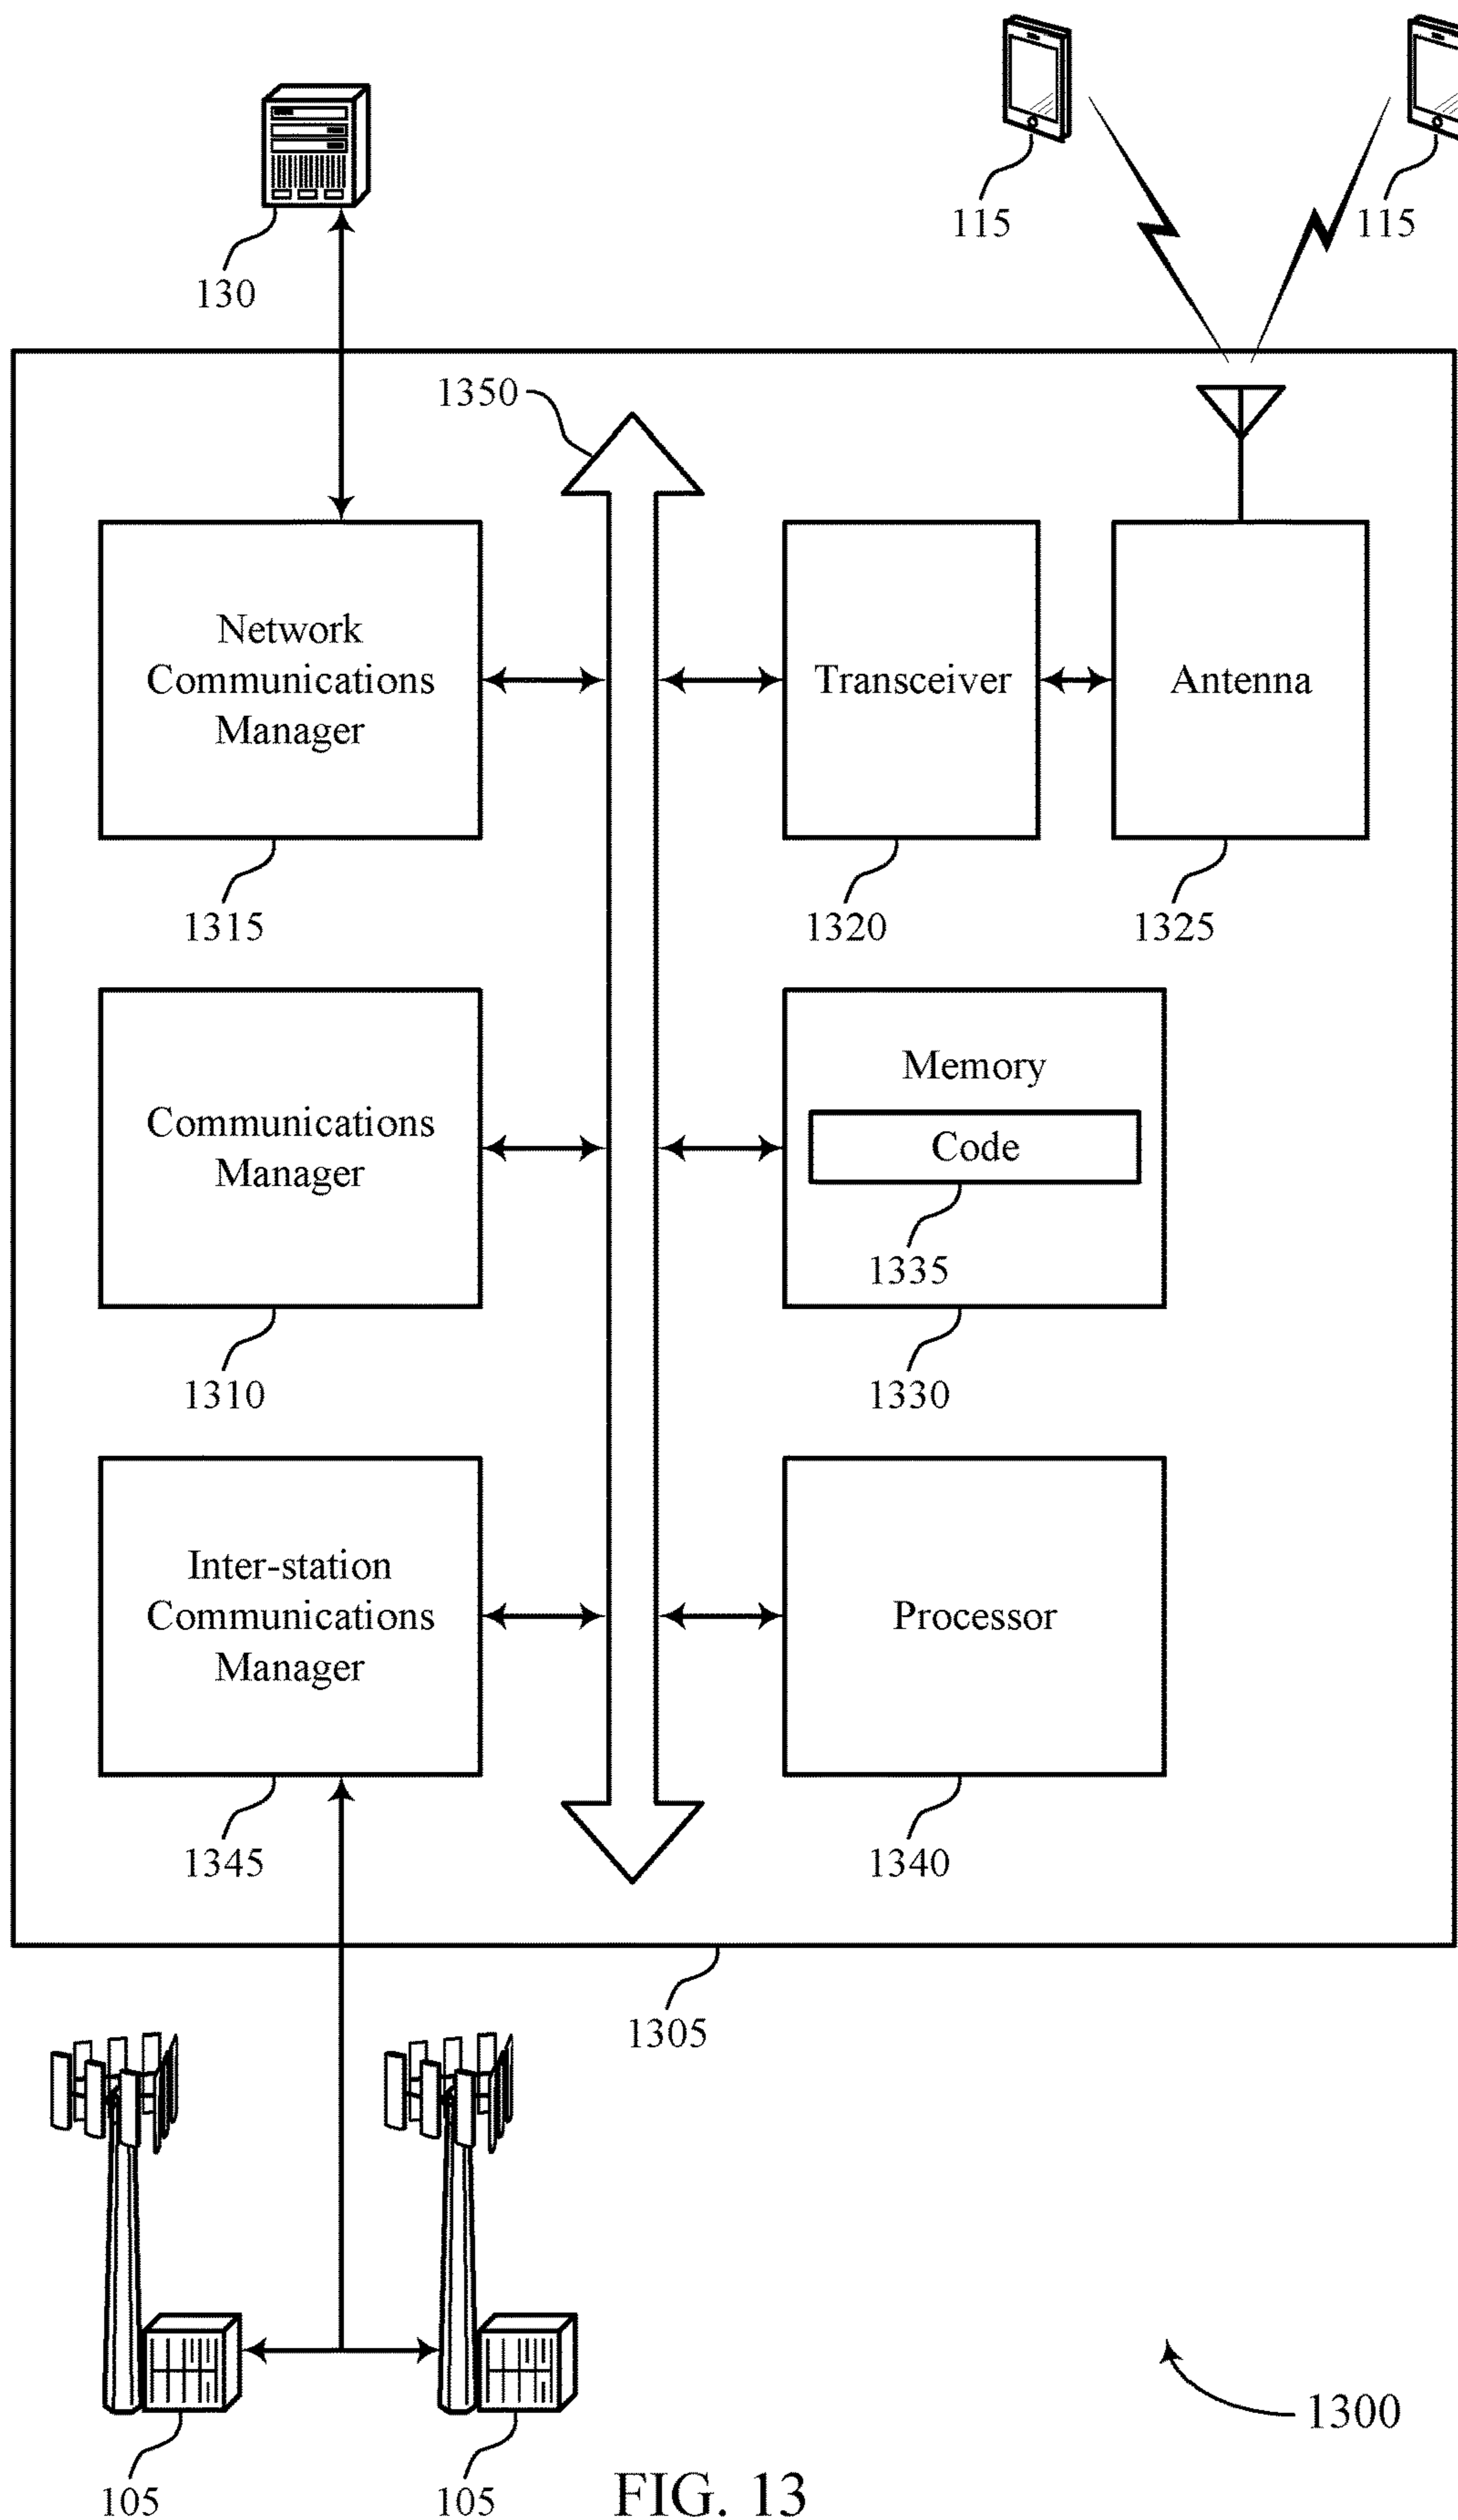 115
115
130
1350
Network
Communications
Manager
Transceiver
Antenna
1315
1320
1325
Communications
Manager
Memory
Code
1335
1310
1330
Inter-station
Communications
Manager
Processor
1345
1340
1305
1300
105
105
FIG. 13